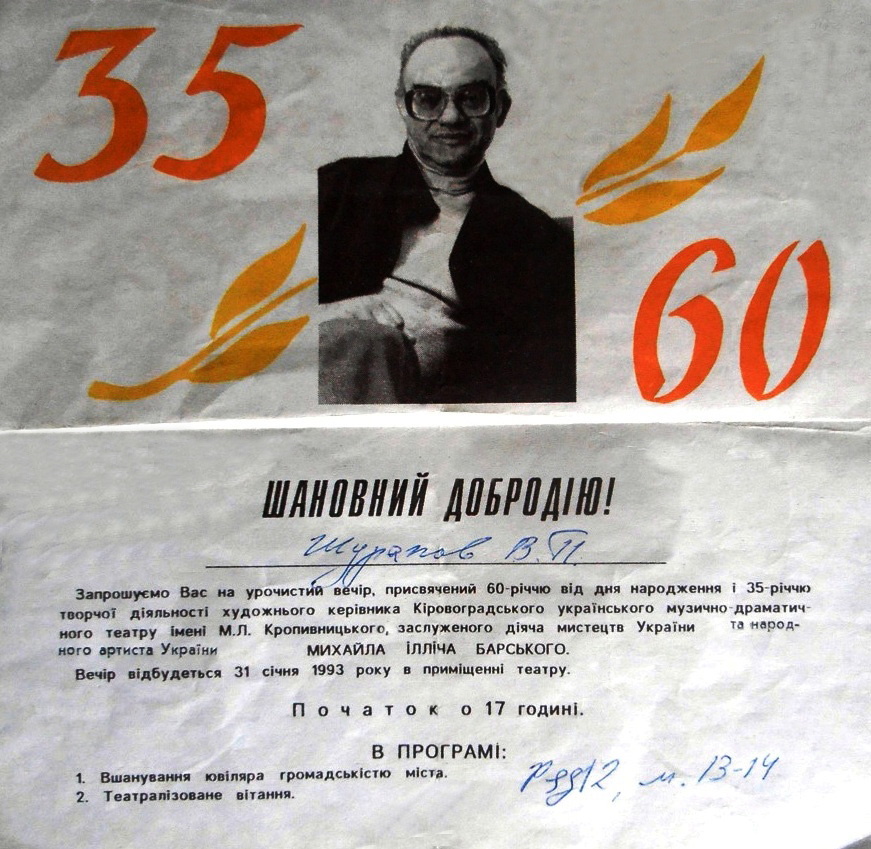 35
60
ШАНОВНИЙ ДОБРОДІЮ!
Шурапов В.П.
Запрошуємо Вас на урочистий вечір, присвячений 60-річчю від дня народження і 35-річчю
творчої діяльності художнього керівника Кіровоградського українського музично-драматич-
ного театру імені М.Л. Кропивницького, заслуженого діяча мистецтв України та народ-
ного артиста України МИХАЙЛА ІЛЛІЧА БАРСЬКОГО.
Вечір відбудеться 31 січня 1993 року в приміщенні театру.
Початок о 17 годині.
В ПРОГРАМІ:
1. Вшанування ювіляра громадськістю міста.
2. Театралізоване вітання.
Ряд 12, м. 13-14